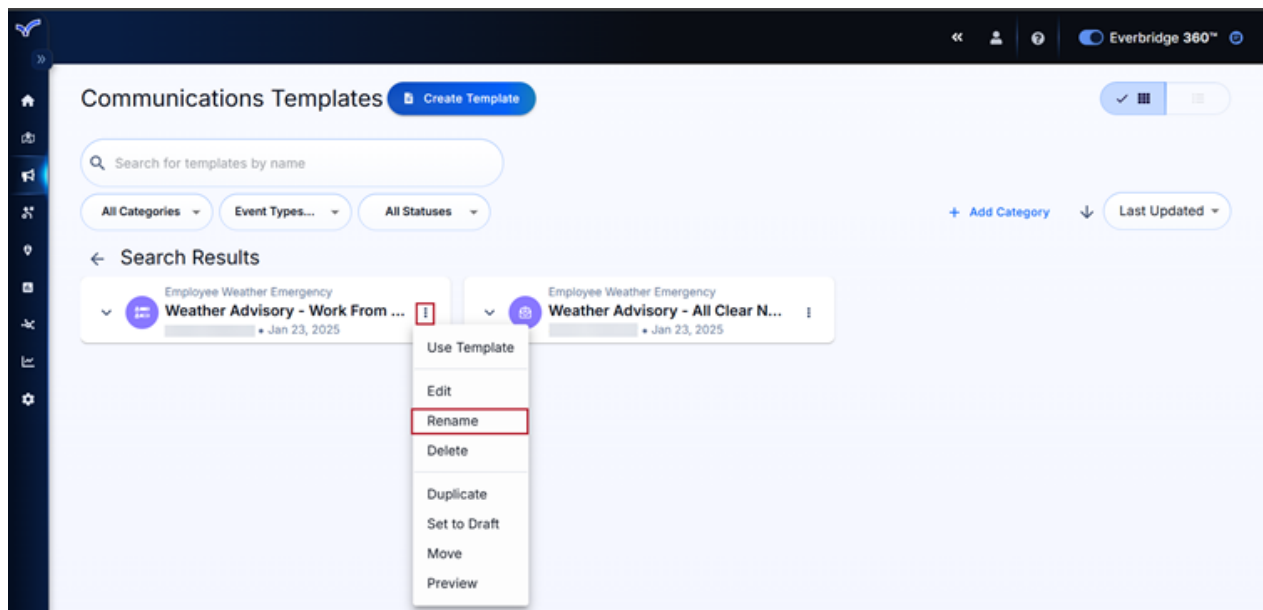 Everbridge 360™
Communications Templates
Create Template
Search for templates by name
All Categories
Event Types...
All Statuses
+ Add Category
Last Updated
Search Results
Employee Weather Emergency
Weather Advisory - Work From ...
• Jan 23, 2025
Employee Weather Emergency
Weather Advisory - All Clear N...
• Jan 23, 2025
Use Template
Edit
Rename
Delete
Duplicate
Set to Draft
Move
Preview